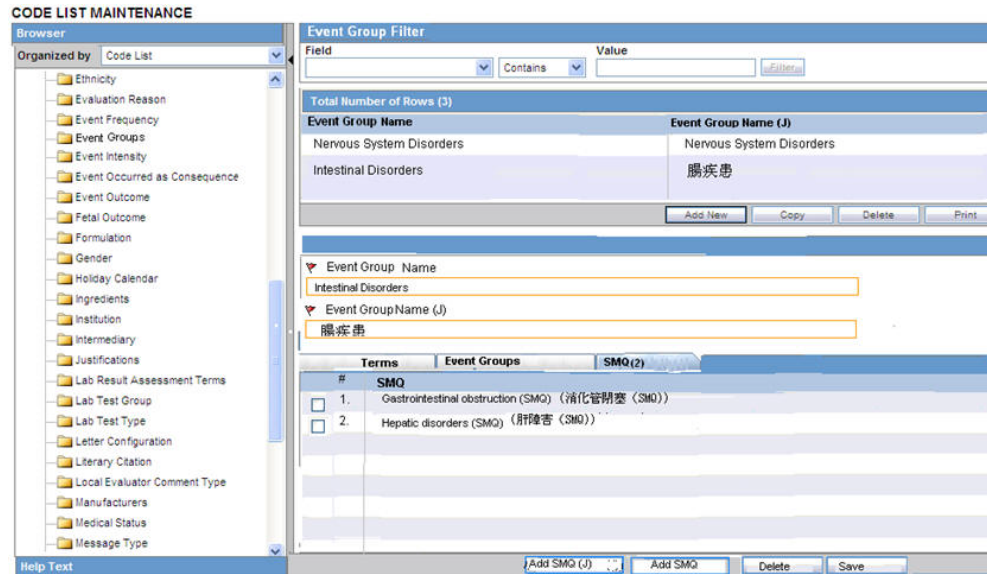 CODE LIST MAINTENANCE
Browser
Organized by Code List
Ethnicity
Evaluation Reason
Event Frequency
Event Groups
Event Intensity
Event Occurred as Consequence
Event Outcome
Fetal Outcome
Formulation
Gender
Holiday Calendar
Ingredients
Institution
Intermediary
Justifications
Lab Result Assessment Terms
Lab Test Group
Lab Test Type
Letter Configuration
Literary Citation
Local Evaluator Comment Type
Manufacturers
Medical Status
Message Type
Help Text
Event Group Filter
Field Value
Contains Filter
Total Number of Rows (3)
Event Group Name Event Group Name (J)
Nervous System Disorders Nervous System Disorders
Intestinal Disorders 腸疾患
Add New Copy Delete Print
Event Group Name
Intestinal Disorders
Event Group Name (J)
腸疾患
Terms Event Groups SMQ(2)
# SMQ
1. Gastrointestinal obstruction (SMQ) (消化管閉塞 (SMQ))
2. Hepatic disorders (SMQ) (肝障害 (SMQ))
Add SMQ (J) Add SMQ Delete Save